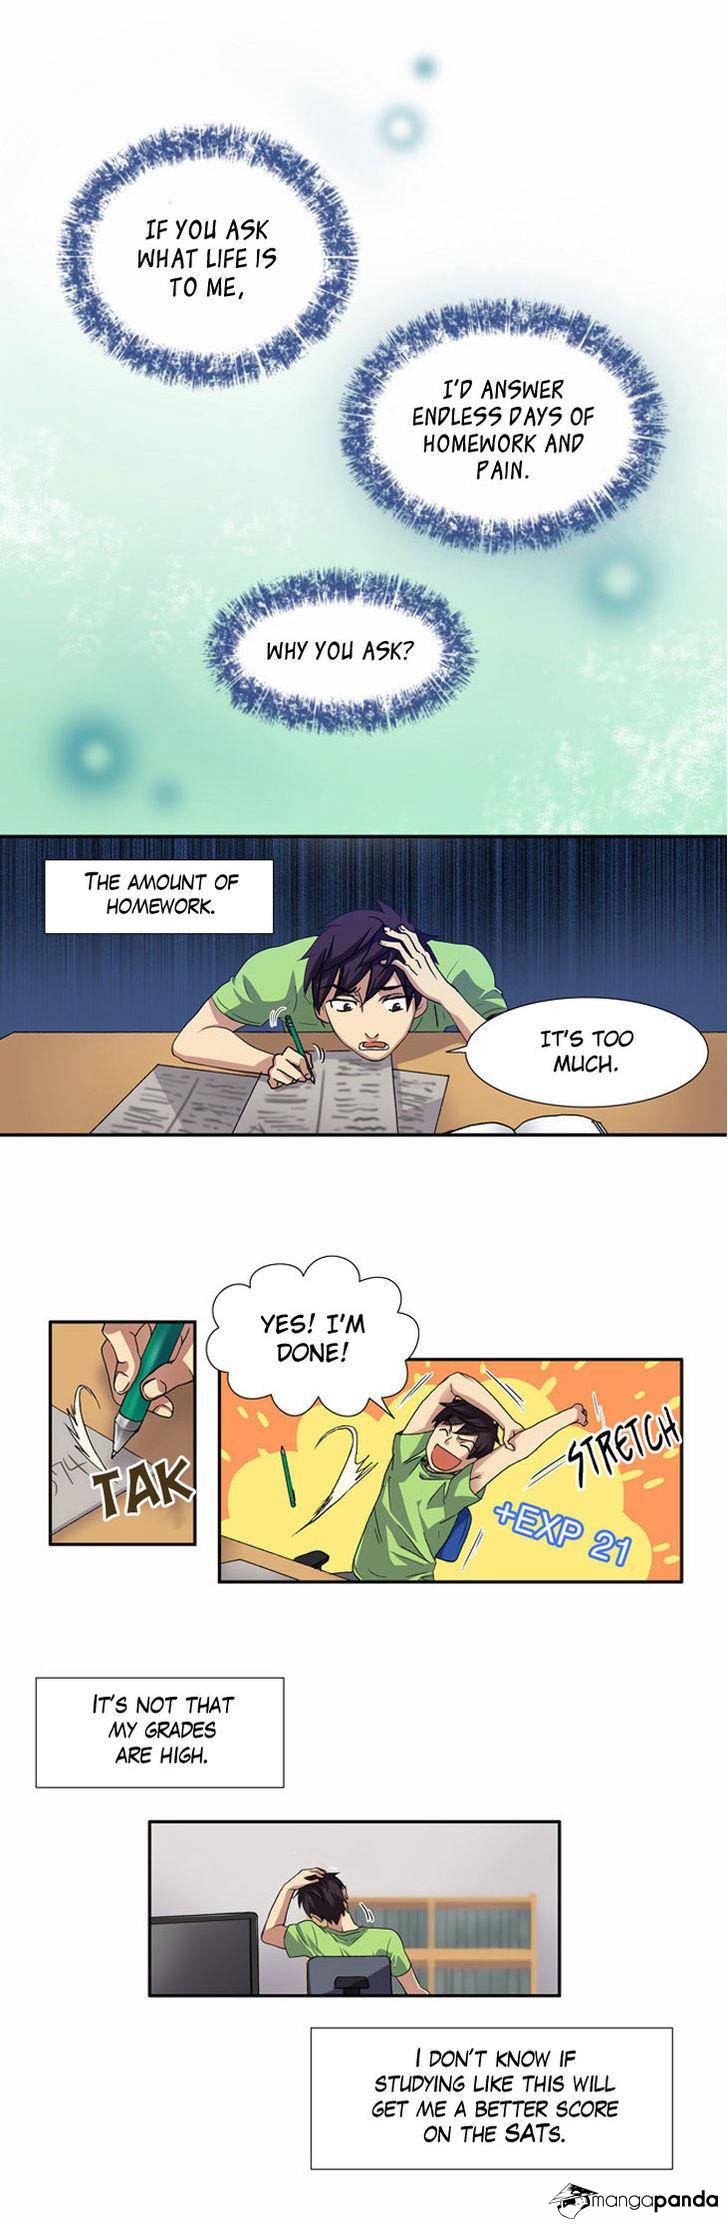 IF YOU ASK
WHAT LIFE IS
TO ME,
I'D ANSWER
ENDLESS DAYS OF
HOMEWORK AND
PAIN.
WHY YOU ASK?
THE AMOUNT OF
HOMEWORK.
IT'S TOO
MUCH.
YES! I'M
DONE!
TAK
STRETCH
+EXP 21
IT'S NOT THAT
MY GRADES
ARE HIGH.
I DON'T KNOW IF
STUDYING LIKE THIS WILL
GET ME A BETTER SCORE
ON THE SATS.
mangapanda